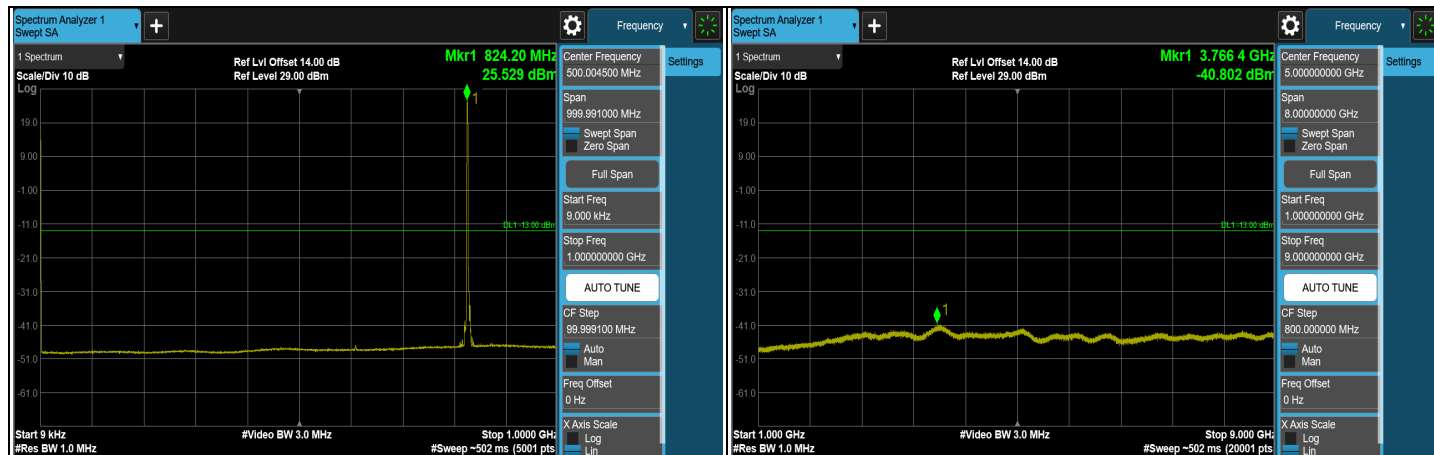 Spectrum Analyzer 1
Swept SA
+
Frequency
1 Spectrum
Ref Lvl Offset 14.00 dB
Mkr1 824.20 MHz
Scale/Div 10 dB
Ref Level 29.00 dBm
25.529 dBm
Log
1
19.0
9.00
-1.00
-11.0
DL1 -13.00 dBm
-21.0
-31.0
-41.0
-51.0
-61.0
Start 9 kHz
#Video BW 3.0 MHz
Stop 1.0000 GHz
#Res BW 1.0 MHz
#Sweep ~502 ms (5001 pts
Center Frequency
500.004500 MHz
Settings
Span
999.991000 MHz
Swept Span
Zero Span
Full Span
Start Freq
9.000 kHz
Stop Freq
1.000000000 GHz
AUTO TUNE
CF Step
99.999100 MHz
Auto
Man
Freq Offset
0 Hz
X Axis Scale
Log
Lin
Spectrum Analyzer 1
Swept SA
+
Frequency
1 Spectrum
Ref Lvl Offset 14.00 dB
Mkr1 3.766 4 GHz
Scale/Div 10 dB
Ref Level 29.00 dBm
-40.802 dBm
Log
19.0
9.00
-1.00
-11.0
DL1 -13.00 dBm
-21.0
-31.0
1
-41.0
-51.0
-61.0
Start 1.000 GHz
#Video BW 3.0 MHz
Stop 9.000 GHz
#Res BW 1.0 MHz
#Sweep ~502 ms (20001 pts
Center Frequency
5.000000000 GHz
Settings
Span
8.00000000 GHz
Swept Span
Zero Span
Full Span
Start Freq
1.000000000 GHz
Stop Freq
9.000000000 GHz
AUTO TUNE
CF Step
800.000000 MHz
Auto
Man
Freq Offset
0 Hz
X Axis Scale
Log
Lin